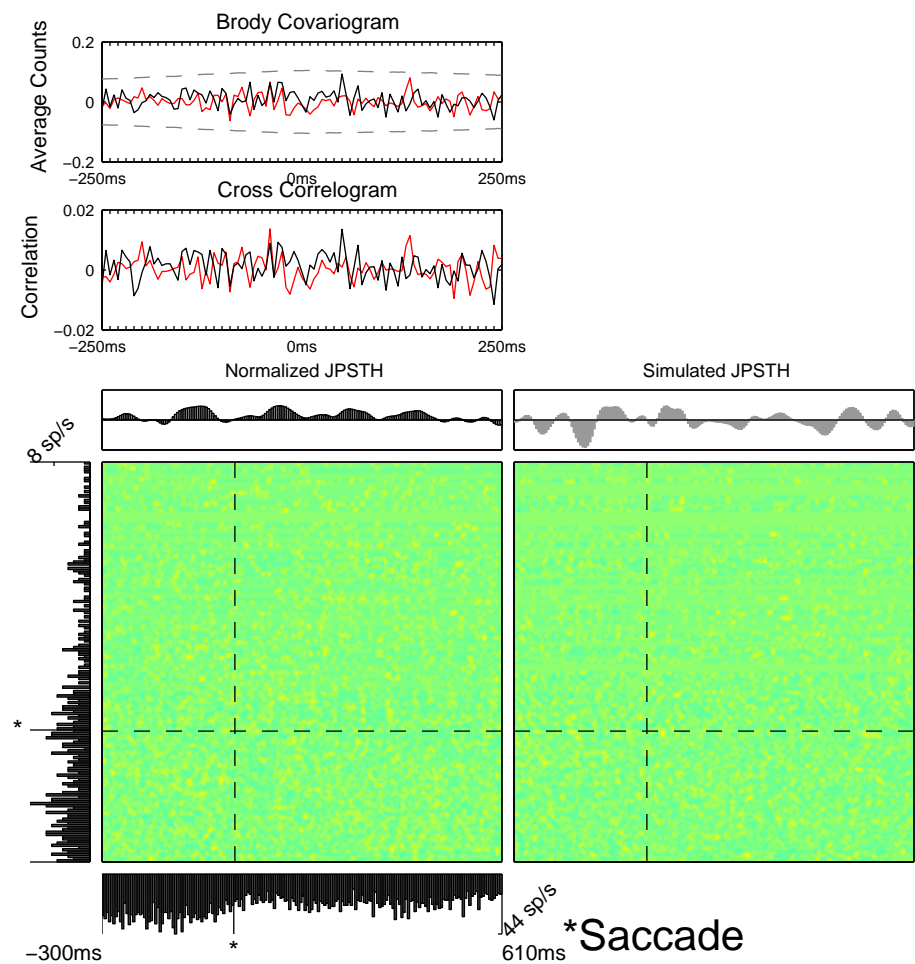 Brody Covariogram
0.2
0
−0.2
Average Counts
−250ms
0ms
250ms
Cross Correlogram
0.02
0
−0.02
Correlation
−250ms
0ms
250ms
Normalized JPSTH
Simulated JPSTH
8 sp/s
*
44 sp/s
−300ms
*
610ms
*Saccade